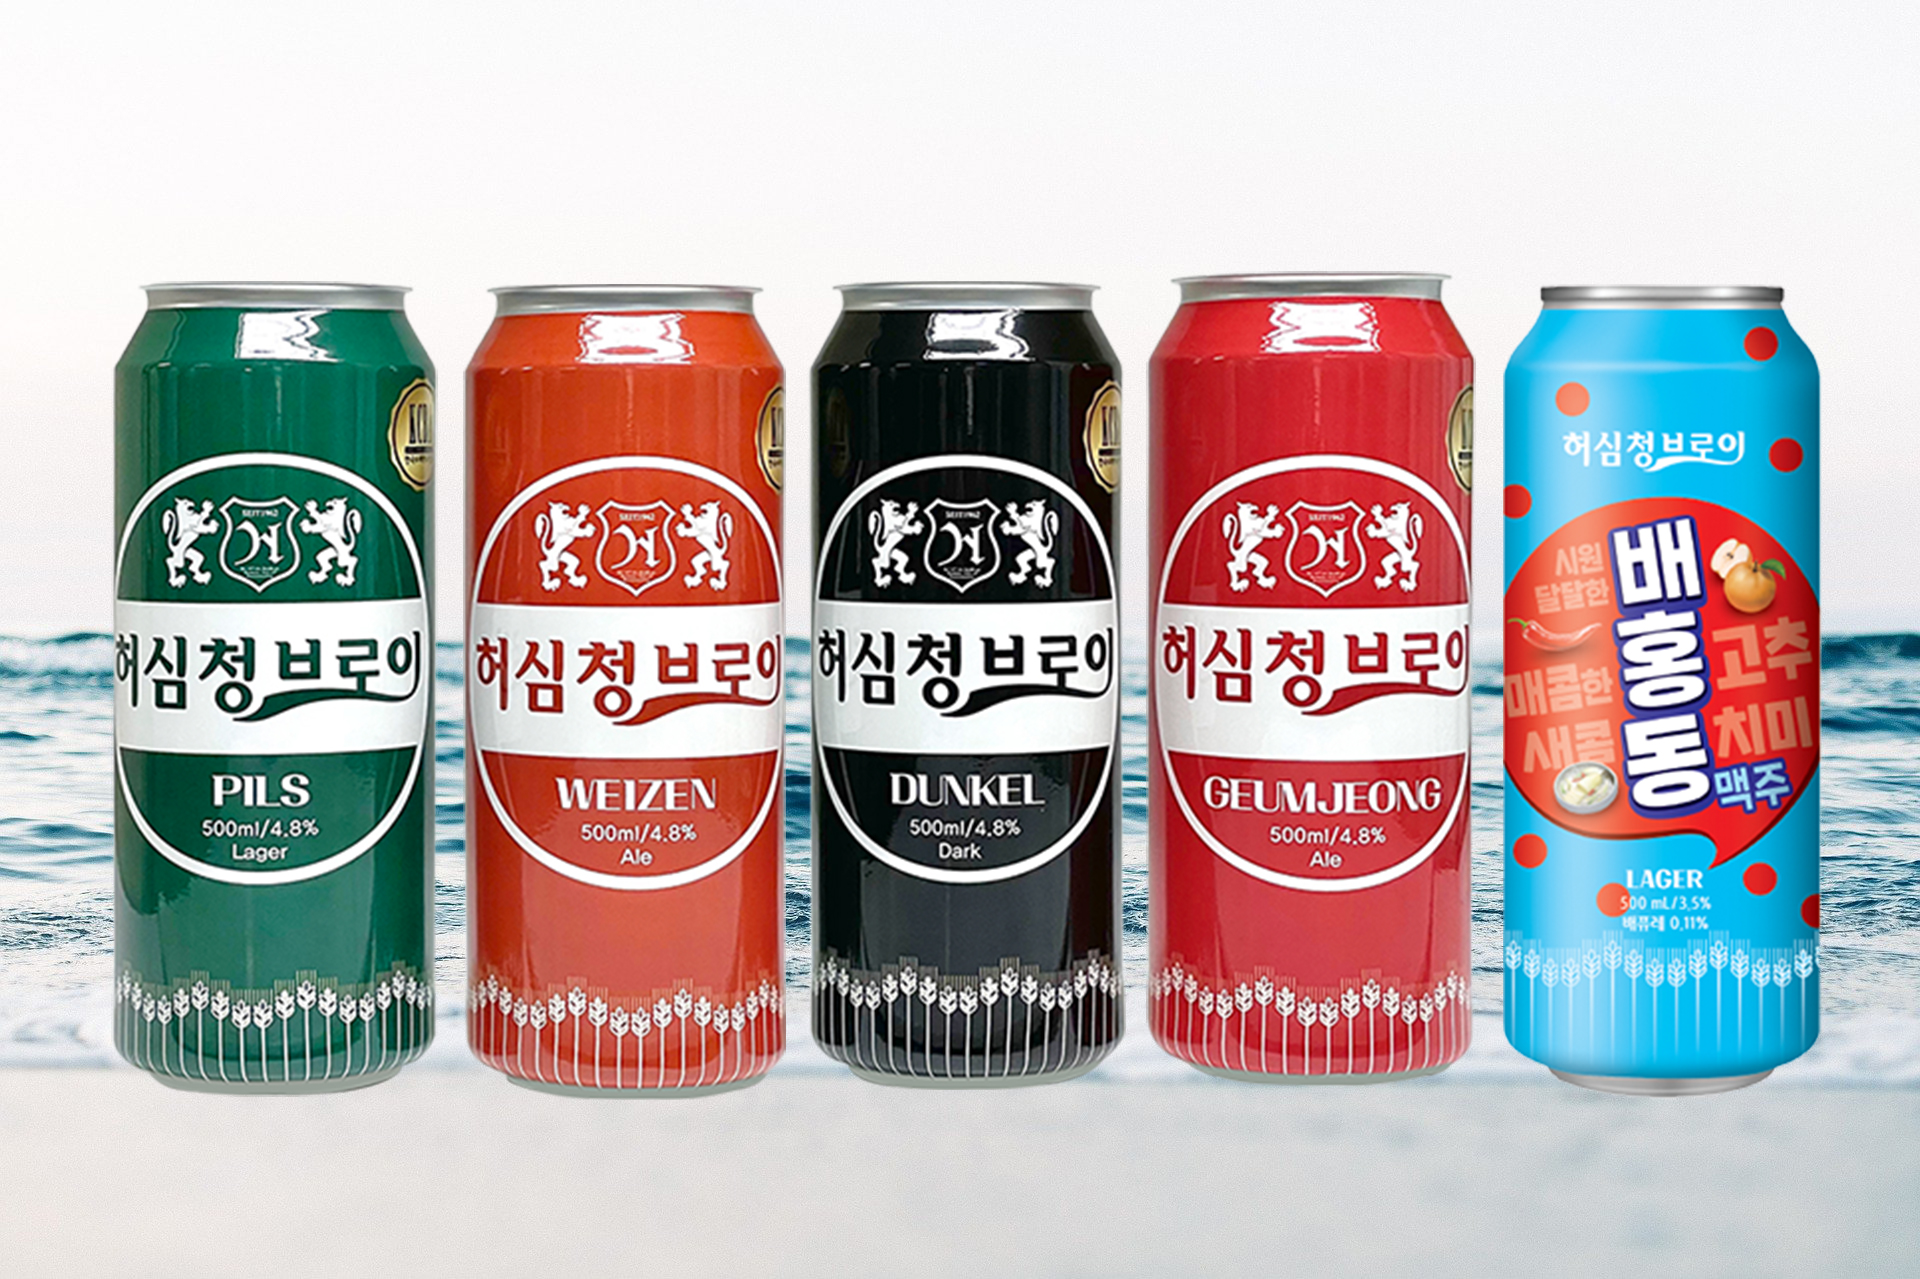 SEIT1962
허심청브로이
PILS
500ml/4.8%
Lager
SEIT1962
허심청브로이
WEIZEN
500ml/4.8%
Ale
SEIT1962
허심청브로이
DUNKEL
500ml/4.8%
Dark
SEIT1962
허심청브로이
GEUMJEONG
500ml/4.8%
Ale
허심청브로이
시원
달달한
배홍동
고추
매콤한
새콤
치미
맥주
LAGER
500 mL/3,5%
배퓨레 0,11%